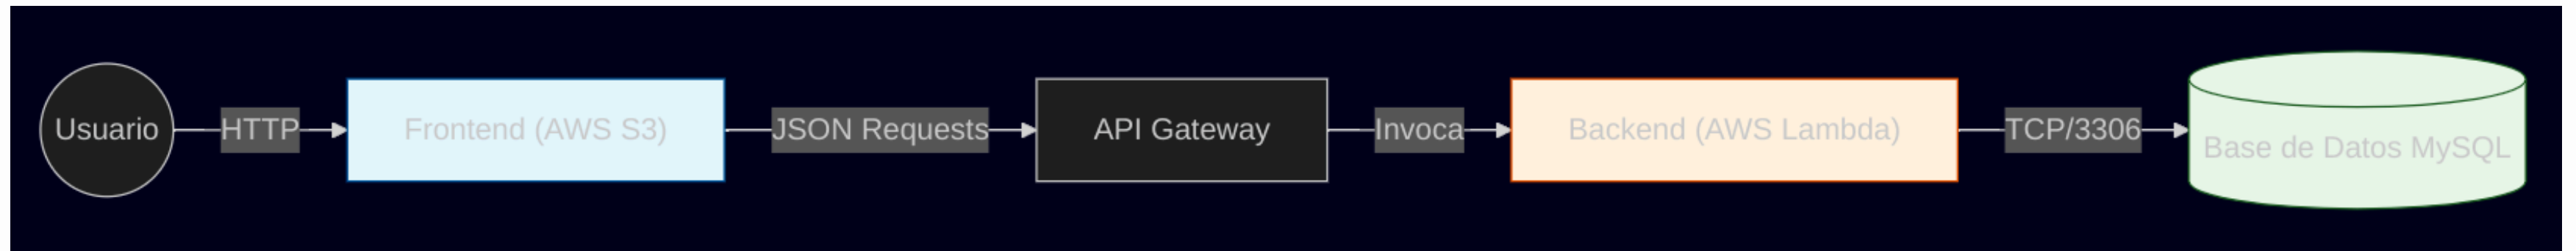 Usuario
HTTP
Frontend (AWS S3)
JSON Requests
API Gateway
Invoca
Backend (AWS Lambda)
TCP/3306
Base de Datos MySQL